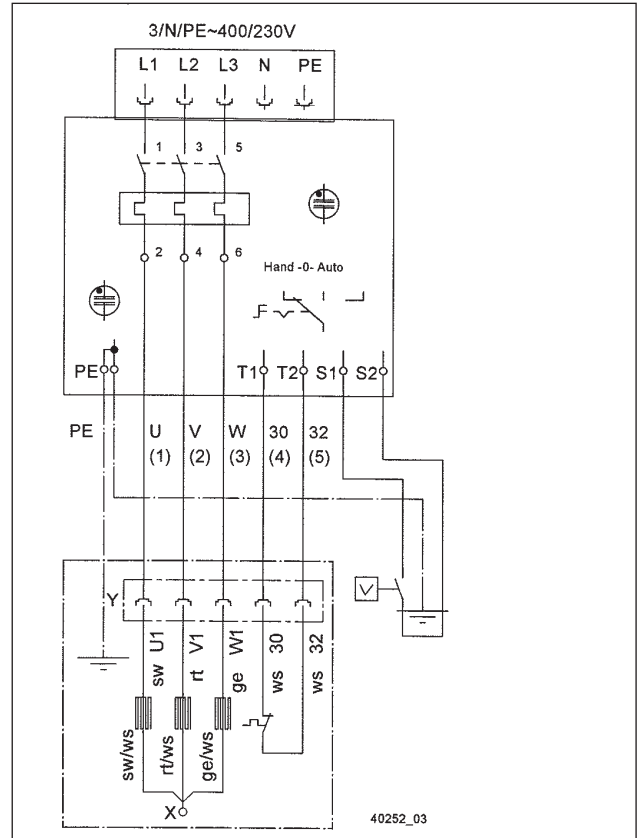 3/N/PE~400/230V
L1 L2 L3 N PE
1 3 5
2 4 6
Hand -0- Auto
PE T1 T2 S1 S2
PE U V W 30 32
(1) (2) (3) (4) (5)
Y
U1 V1 W1 30 32
sw rt ge ws ws
sw/ws rt/ws ge/ws
X
40252_03